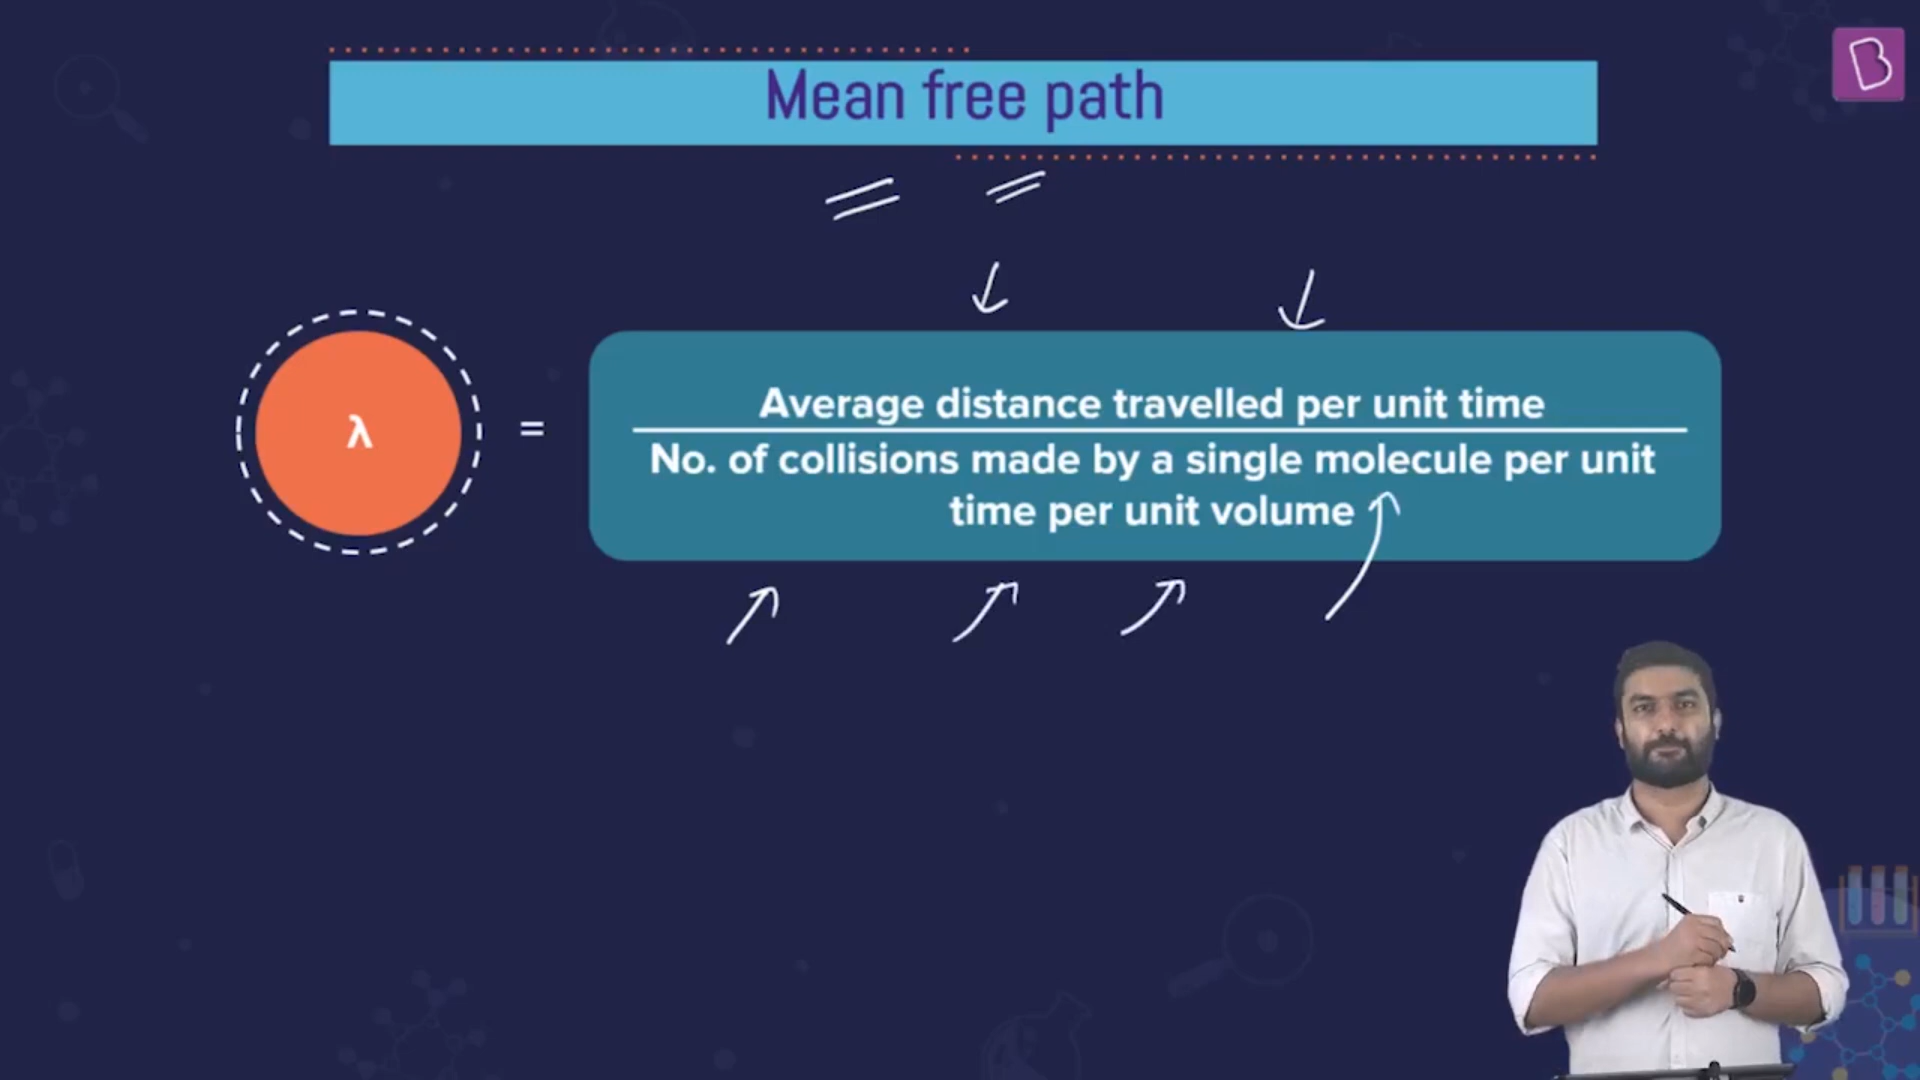 Mean free path
λ
=
Average distance travelled per unit time
No. of collisions made by a single molecule per unit
time per unit volume